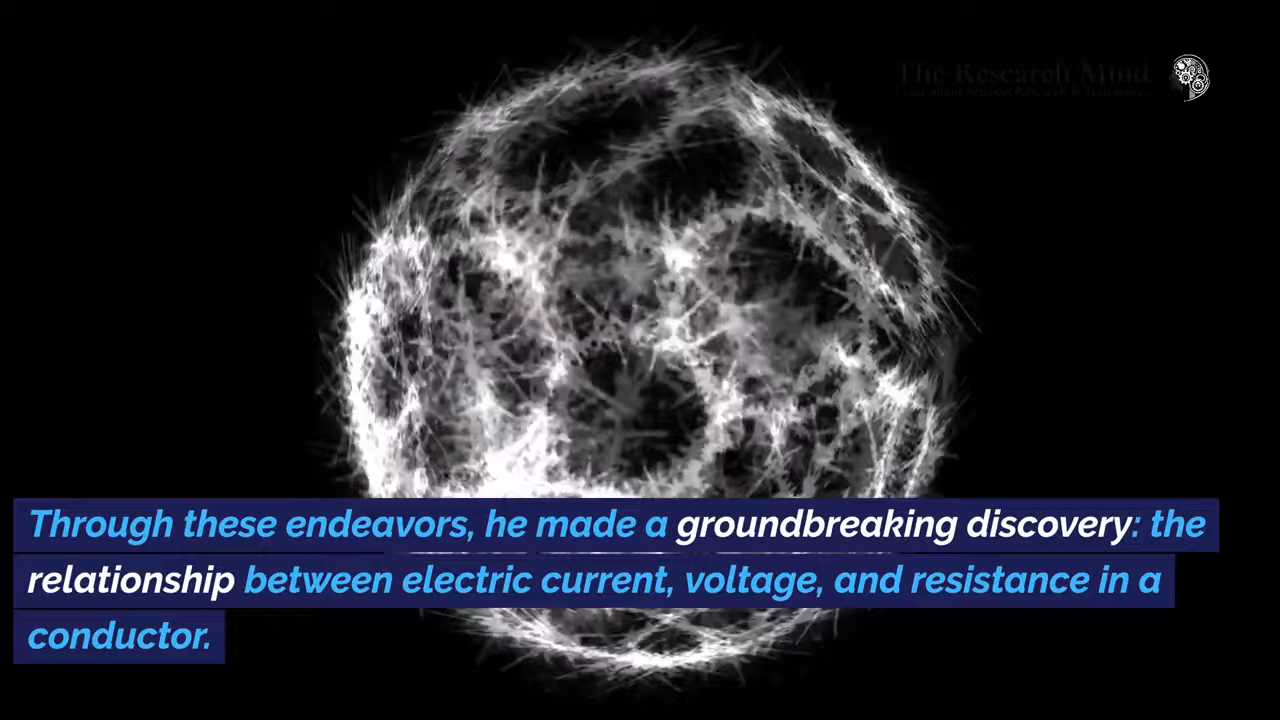 The Research Mind
Through these endeavors, he made a groundbreaking discovery: the
relationship between electric current, voltage, and resistance in a
conductor.